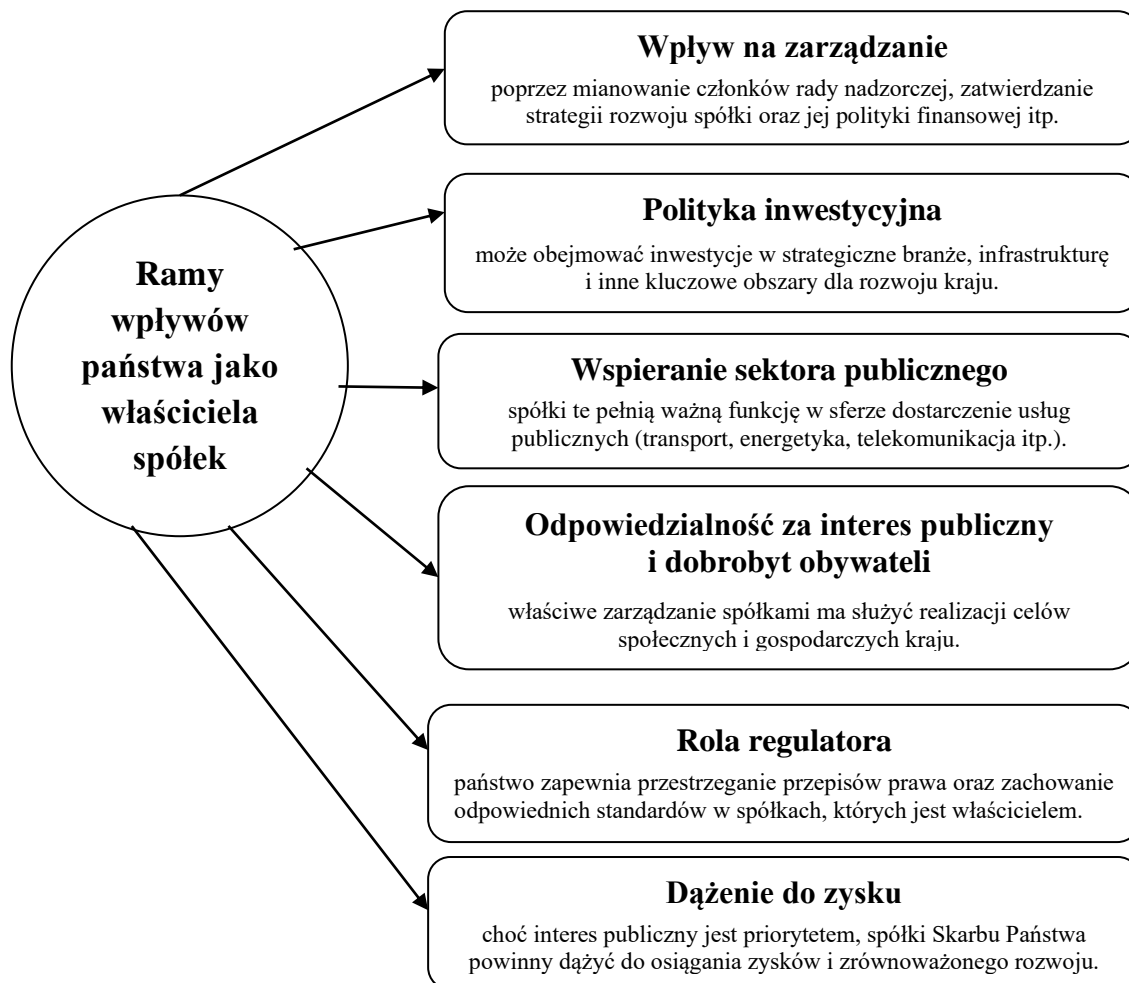 Ramy
wpływów
państwa jako
właściciela
spółek
Wpływ na zarządzanie
poprzez mianowanie członków rady nadzorczej, zatwierdzanie
strategii rozwoju spółki oraz jej polityki finansowej itp.
Polityka inwestycyjna
może obejmować inwestycje w strategiczne branże, infrastrukturę
i inne kluczowe obszary dla rozwoju kraju.
Wspieranie sektora publicznego
spółki te pełnią ważną funkcję w sferze dostarczenie usług
publicznych (transport, energetyka, telekomunikacja itp.).
Odpowiedzialność za interes publiczny
i dobrobyt obywateli
właściwe zarządzanie spółkami ma służyć realizacji celów
społecznych i gospodarczych kraju.
Rola regulatora
państwo zapewnia przestrzeganie przepisów prawa oraz zachowanie
odpowiednich standardów w spółkach, których jest właścicielem.
Dążenie do zysku
choć interes publiczny jest priorytetem, spółki Skarbu Państwa
powinny dążyć do osiągania zysków i zrównoważonego rozwoju.